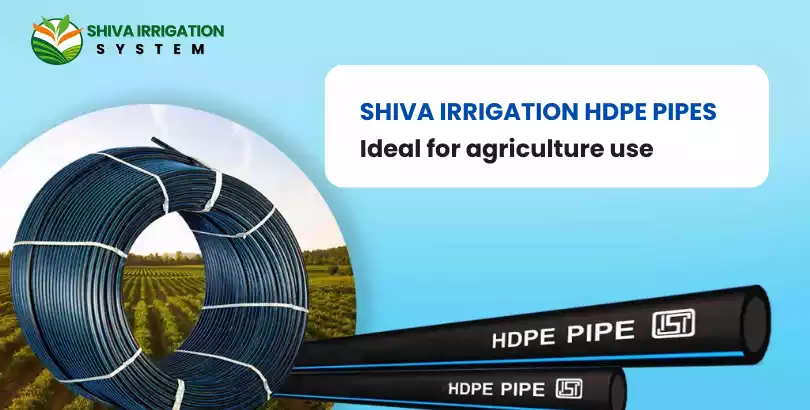 SHIVA IRRIGATION
SYSTEM
SHIVA IRRIGATION HDPE PIPES
Ideal for agriculture use
HDPE PIPE
HDPE PIPE